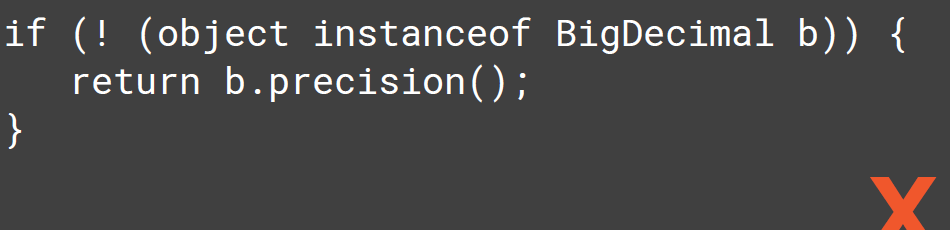 if (! (object instanceof BigDecimal b)) {
   return b.precision();
}
X